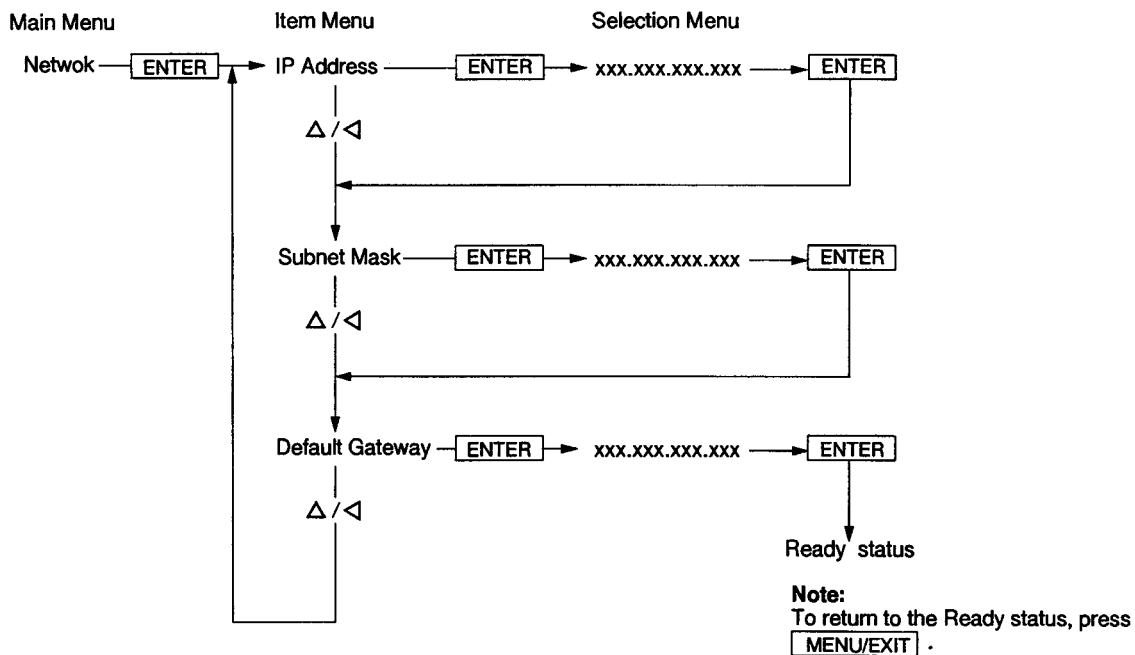 Main Menu Item Menu Selection Menu
Netwok ENTER IP Address ENTER xxx.xxx.xxx.xxx ENTER
△ / ◁
Subnet Mask ENTER xxx.xxx.xxx.xxx ENTER
△ / ◁
Default Gateway ENTER xxx.xxx.xxx.xxx ENTER
△ / ◁
Ready status
Note:
To return to the Ready status, press
MENU/EXIT .